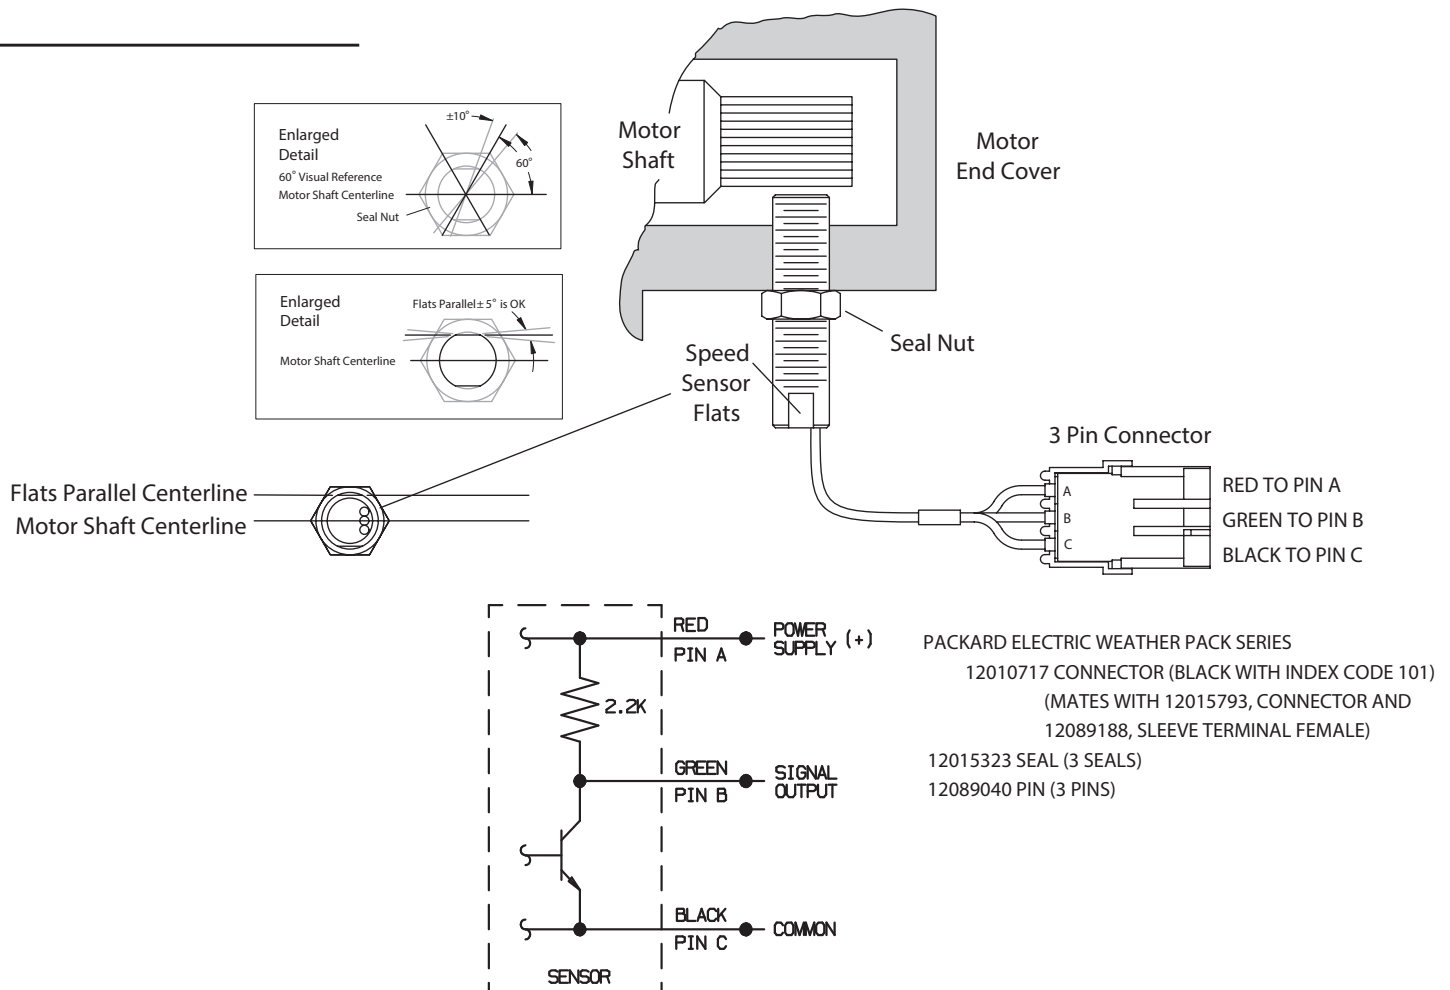 Enlarged
Detail
60° Visual Reference
Motor Shaft Centerline
Seal Nut
±10°
60°
Enlarged
Detail
Flats Parallel ± 5° is OK
Motor Shaft Centerline
Motor
Shaft
Motor
End Cover
Seal Nut
Speed
Sensor
Flats
Flats Parallel Centerline
Motor Shaft Centerline
3 Pin Connector
A
B
C
RED TO PIN A
GREEN TO PIN B
BLACK TO PIN C
RED
PIN A
POWER
SUPPLY (+)
2.2K
GREEN
PIN B
SIGNAL
OUTPUT
BLACK
PIN C
COMMON
SENSOR
PACKARD ELECTRIC WEATHER PACK SERIES
12010717 CONNECTOR (BLACK WITH INDEX CODE 101)
(MATES WITH 12015793, CONNECTOR AND
12089188, SLEEVE TERMINAL FEMALE)
12015323 SEAL (3 SEALS)
12089040 PIN (3 PINS)